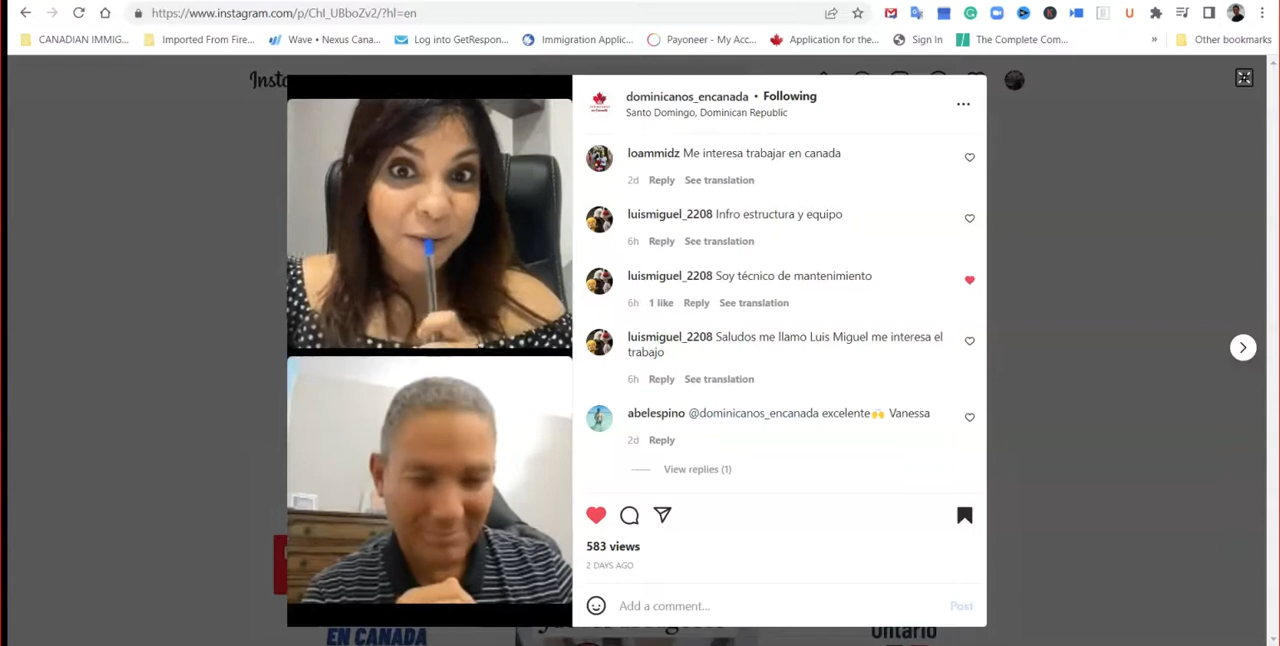 https://www.instagram.com/p/ChI_UBboZv2/?hl=en
CANADIAN IMMIG...
Imported From Fire...
Wave • Nexus Cana...
Log into GetRespon...
Immigration Applic...
Payoneer - My Acc...
Application for the...
Sign In
The Complete Com...
»
Other bookmarks
Insta
dominicanos_encanada • Following
Santo Domingo, Dominican Republic
loammidz Me interesa trabajar en canada
2d Reply See translation
luismiguel_2208 Infro estructura y equipo
6h Reply See translation
luismiguel_2208 Soy técnico de mantenimiento
6h 1 like Reply See translation
luismiguel_2208 Saludos me llamo Luis Miguel me interesa el
trabajo
6h Reply See translation
abelespino @dominicanos_encanada excelente🙌 Vanessa
2d Reply
View replies (1)
583 views
2 DAYS AGO
Add a comment...
Post
EN CANADA
Ontario